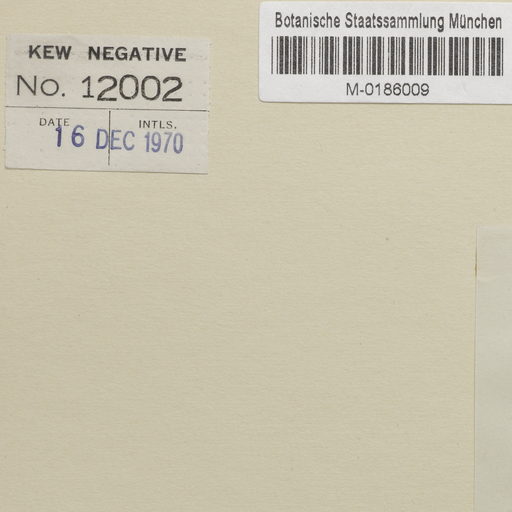 KEW NEGATIVE
No. 12002
DATE INTLS.
16 DEC 1970
Botanische Staatssammlung München
M-0186009